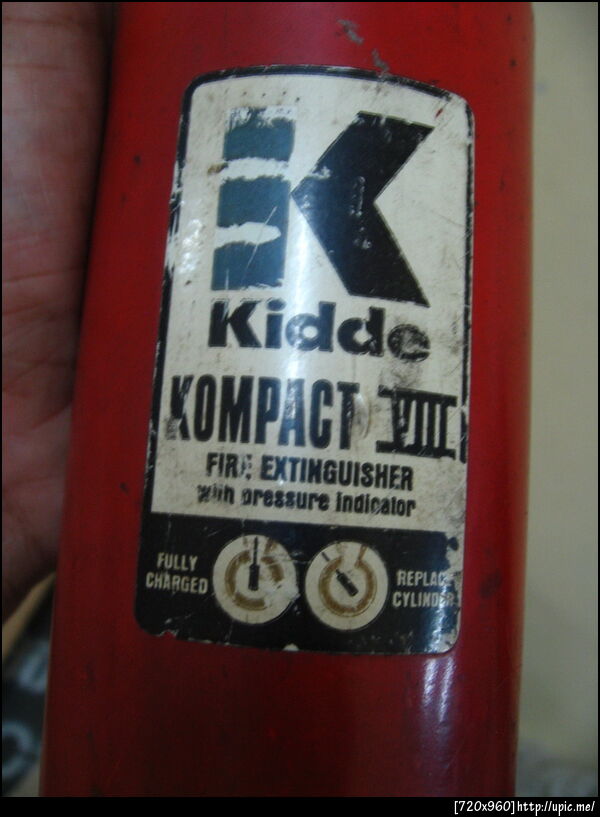 K
Kidde
KOMPACT VIII
FIRE EXTINGUISHER
with pressure indicator
FULLY
CHARGED
REPLACE
CYLINDER
[720x960]http://upic.me/